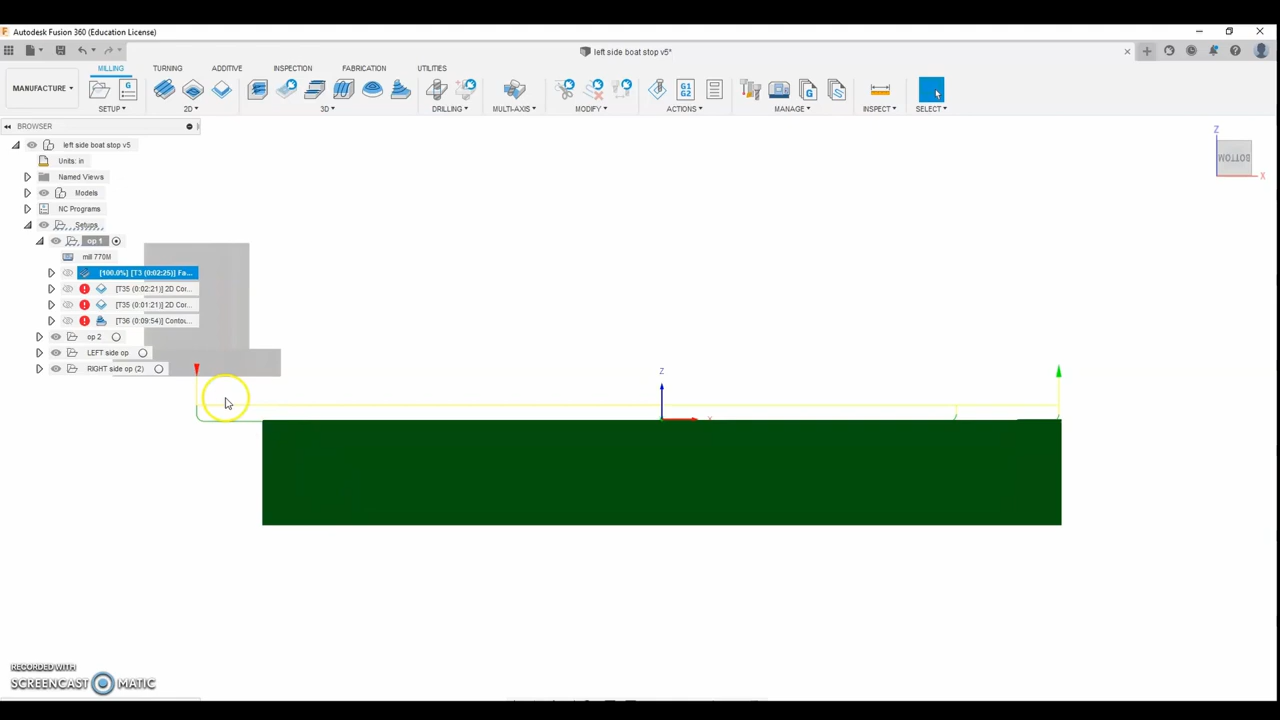 Autodesk Fusion 360 (Education License)
left side boat stop v5*
MILLING TURNING ADDITIVE INSPECTION FABRICATION UTILITIES
MANUFACTURE
G
G1
G2
G
SETUP 2D 3D DRILLING MULTI-AXIS MODIFY ACTIONS MANAGE INSPECT SELECT
BROWSER
left side boat stop v5
Units: in
Named Views
Models
NC Programs
Setups
op 1
mill 770M
[100.0%] [T3 (0:02:25)] Fa...
[T35 (0:02:21)] 2D Con...
[T35 (0:01:21)] 2D Con...
[T36 (0:09:54)] Contou...
op 2
LEFT side op
RIGHT side op (2)
Z
BOTTOM
X
Z
X
RECORDED WITH
SCREENCAST MATIC